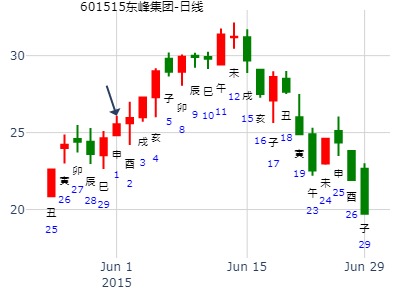 601515东峰集团-日线
30
25
20
丑
25
寅
26
卯
27
辰
28
巳
29
申
1
酉
2
戌
3
亥
4
子
5
卯
8
辰
9
巳
10
午
11
未
12
戌
15
亥
16
子
17
丑
18
寅
19
午
23
未
24
申
25
酉
26
子
29
Jun 1
2015
Jun 15
Jun 29